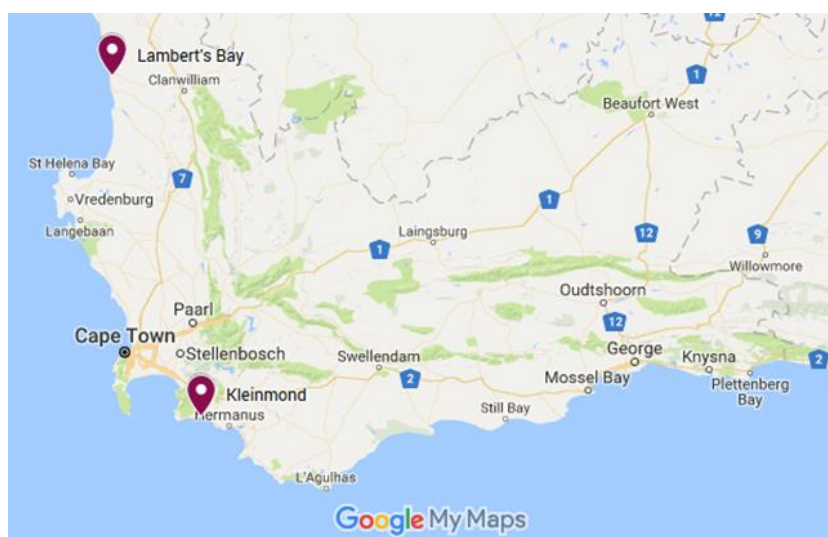 12
Lambert's Bay
1
Clanwilliam
Beaufort West
St Helena Bay
7
Vredenburg
1
Langebaan
Laingsburg
12
9
1
Willowmore
Oudtshoorn
Paarl
12
Cape Town
Stellenbosch
Swellendam
George
Knysna
2
2
Mossel Bay
Plettenberg
Bay
Kleinmond
Hermanus
Still Bay
L'Agulhas
Google My Maps